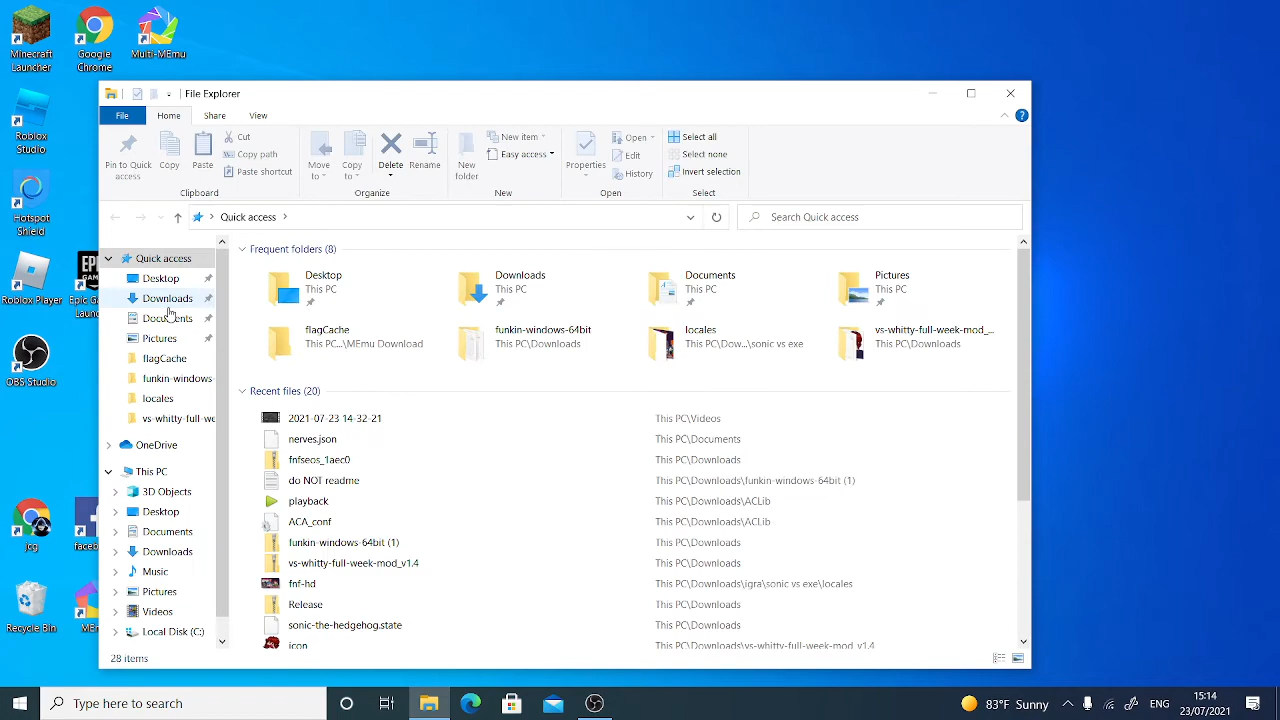 Minecraft
Launcher
Google
Chrome
Multi-MEmu
Roblox
Studio
Hotspot
Shield
Roblox Player
Epic Ga
Laun
OBS Studio
jcg
faceb
Recycle Bin
MEr
File Explorer
File
Home
Share
View
Pin to Quick
access
Copy
Paste
Cut
Copy path
Paste shortcut
Clipboard
Move
to
Copy
to
Delete
Rename
Organize
New
folder
New item
Easy access
New
Properties
Open
Edit
History
Open
Select all
Select none
Invert selection
Select
Quick access
Search Quick access
Quick access
Desktop
Downloads
Documents
Pictures
flagCache
funkin-windows-
locales
vs-whitty-full-we
OneDrive
This PC
3D Objects
Desktop
Documents
Downloads
Music
Pictures
Videos
Local Disk (C:)
Frequent folders (8)
Desktop
This PC
Downloads
This PC
Documents
This PC
Pictures
This PC
flagCache
This PC...\MEmu Download
funkin-windows-64bit
This PC\Downloads
locales
This PC\Dow...\sonic vs exe
vs-whitty-full-week-mod_...
This PC\Downloads
Recent files (20)
2021-07-23 14-32-21 This PC\Videos
nerves.json This PC\Documents
fnfseos_1aec0 This PC\Downloads
do NOT readme This PC\Downloads\funkin-windows-64bit (1)
playback This PC\Downloads\ACLib
ACA_conf This PC\Downloads\ACLib
funkin-windows-64bit (1) This PC\Downloads
vs-whitty-full-week-mod_v1.4 This PC\Downloads
fnf-hd This PC\Downloads\igra\sonic vs exe\locales
Release This PC\Downloads
sonic-the-hedgehog.state This PC\Downloads
icon This PC\Downloads\vs-whitty-full-week-mod_v1.4
28 items
Type here to search
83°F Sunny
ENG
15:14
23/07/2021